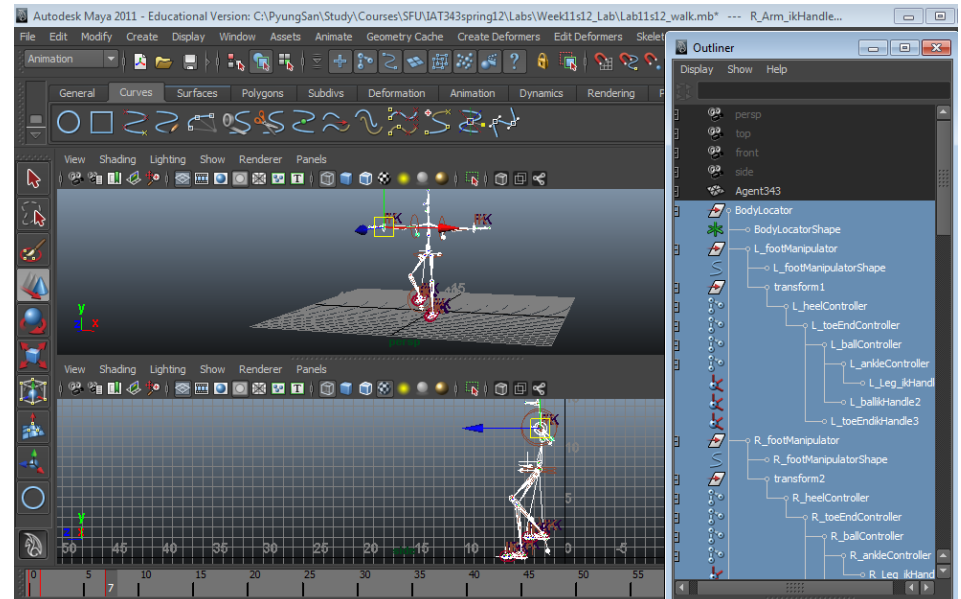 Autodesk Maya 2011 - Educational Version: C:\PyungSan\Study\Courses\SFU\IAT343spring12\Labs\Week11s12_Lab\Lab11s12_walk.mb* --- R_Arm_ikHandle...
File Edit Modify Create Display Window Assets Animate Geometry Cache Create Deformers Edit Deformers Skelet
Animation
General Curves Surfaces Polygons Subdivs Deformation Animation Dynamics Rendering F
View Shading Lighting Show Renderer Panels
y
z x
persp
View Shading Lighting Show Renderer Panels
10
5
y
50 45 40 35 30 25 20 15 10 0 -5
0 5 10 15 20 25 30 35 40 45 50 55
7
Outliner
Display Show Help
persp
top
front
side
Agent343
BodyLocator
BodyLocatorShape
L_footManipulator
L_footManipulatorShape
transform1
L_heelController
L_toeEndController
L_ballController
L_ankleController
L_Leg_ikHandl
L_ballikHandle2
L_toeEndikHandle3
R_footManipulator
R_footManipulatorShape
transform2
R_heelController
R_toeEndController
R_ballController
R_ankleController
R_Leg_ikHandl